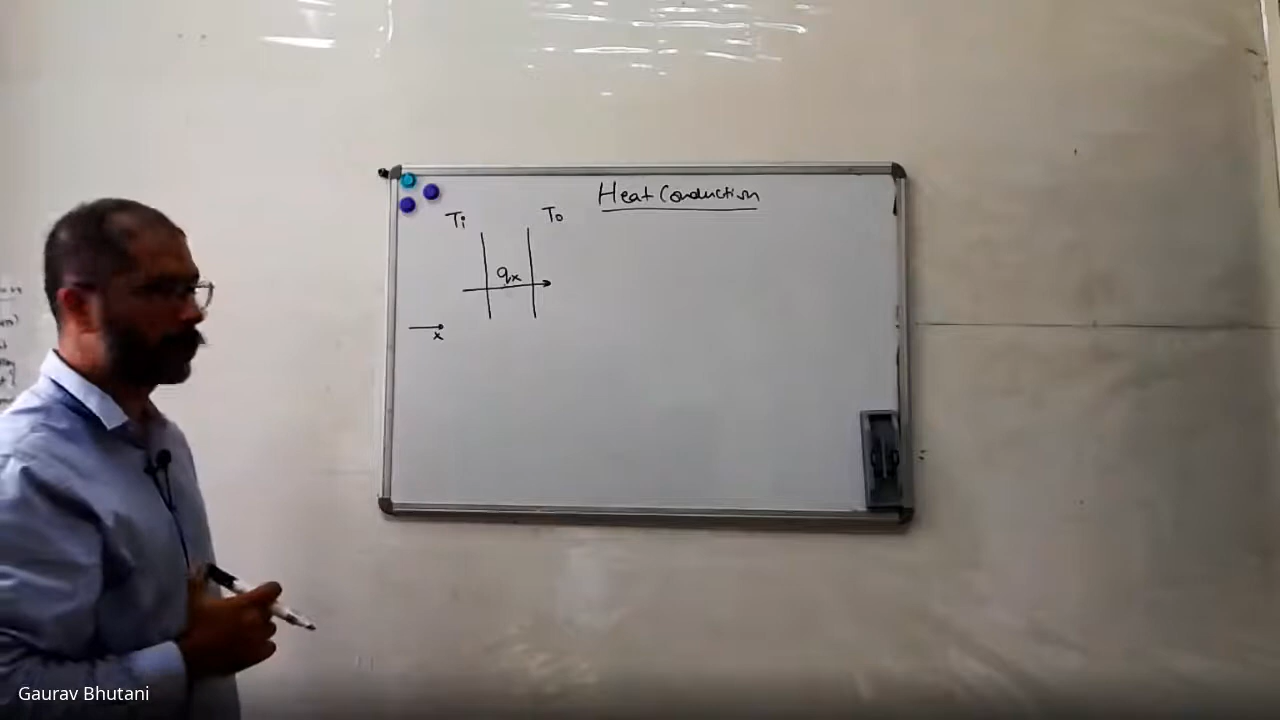 Heat Conduction
Ti To
qx
x
Gaurav Bhutani